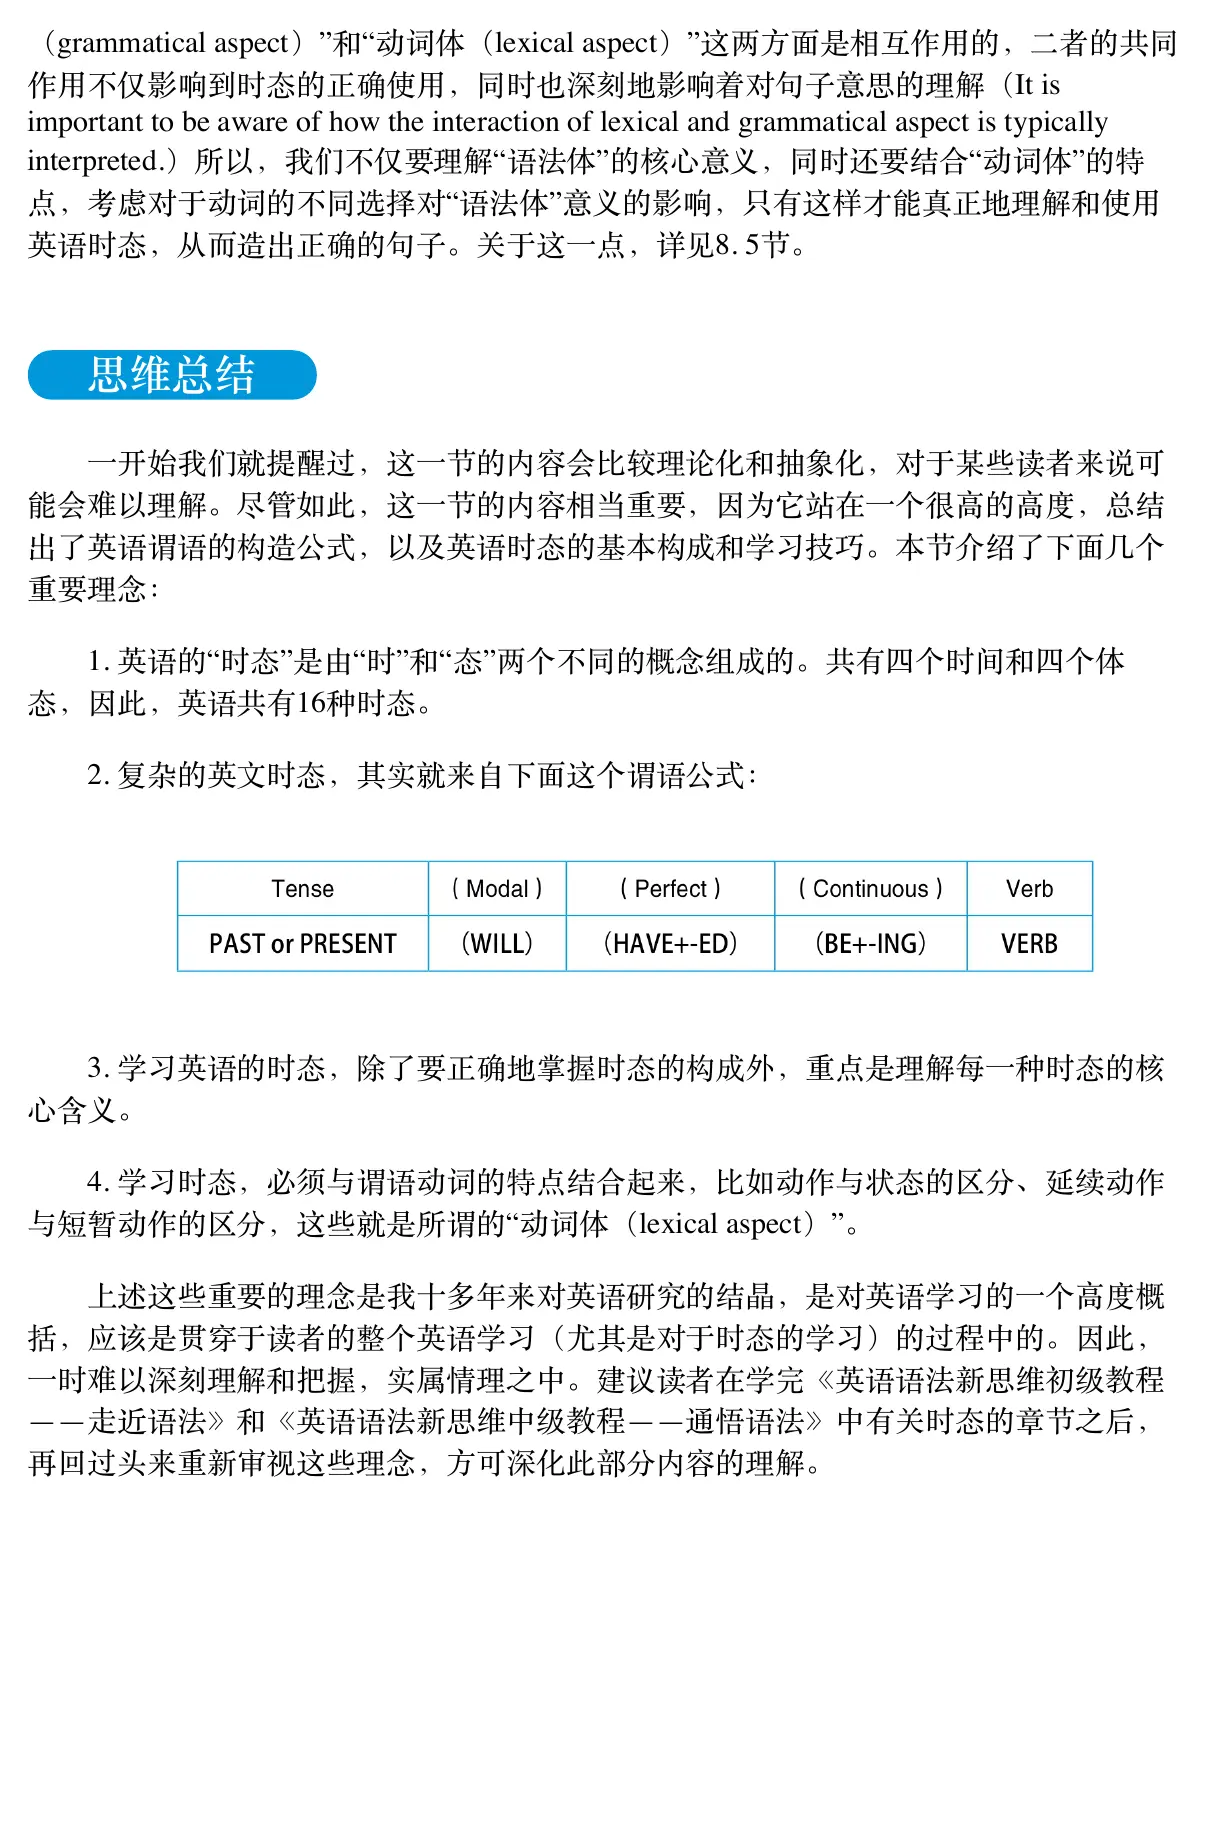 （grammatical aspect）”和“动词体（lexical aspect）”这两方面是相互作用的，二者的共同
作用不仅影响到时态的正确使用，同时也深刻地影响着对句子意思的理解（It is
important to be aware of how the interaction of lexical and grammatical aspect is typically
interpreted.）所以，我们不仅要理解“语法体”的核心意义，同时还要结合“动词体”的特
点，考虑对于动词的不同选择对“语法体”意义的影响，只有这样才能真正地理解和使用
英语时态，从而造出正确的句子。关于这一点，详见8.5节。
思维总结
一开始我们就提醒过，这一节的内容会比较理论化和抽象化，对于某些读者来说可
能会难以理解。尽管如此，这一节的内容相当重要，因为它站在一个很高的高度，总结
出了英语谓语的构造公式，以及英语时态的基本构成和学习技巧。本节介绍了下面几个
重要理念：
1. 英语的“时态”是由“时”和“态”两个不同的概念组成的。共有四个时间和四个体
态，因此，英语共有16种时态。
2. 复杂的英文时态，其实就来自下面这个谓语公式：
Tense （Modal） （Perfect） （Continuous） Verb
PAST or PRESENT （WILL） （HAVE+-ED） （BE+-ING） VERB
3. 学习英语的时态，除了要正确地掌握时态的构成外，重点是理解每一种时态的核
心含义。
4. 学习时态，必须与谓语动词的特点结合起来，比如动作与状态的区分、延续动作
与短暂动作的区分，这些就是所谓的“动词体（lexical aspect）”。
上述这些重要的理念是我十多年来对英语研究的结晶，是对英语学习的一个高度概
括，应该是贯穿于读者的整个英语学习（尤其是对于时态的学习）的过程中的。因此，
一时难以深刻理解和把握，实属情理之中。建议读者在学完《英语语法新思维初级教程
——走近语法》和《英语语法新思维中级教程——通悟语法》中有关时态的章节之后，
再回过头来重新审视这些理念，方可深化此部分内容的理解。